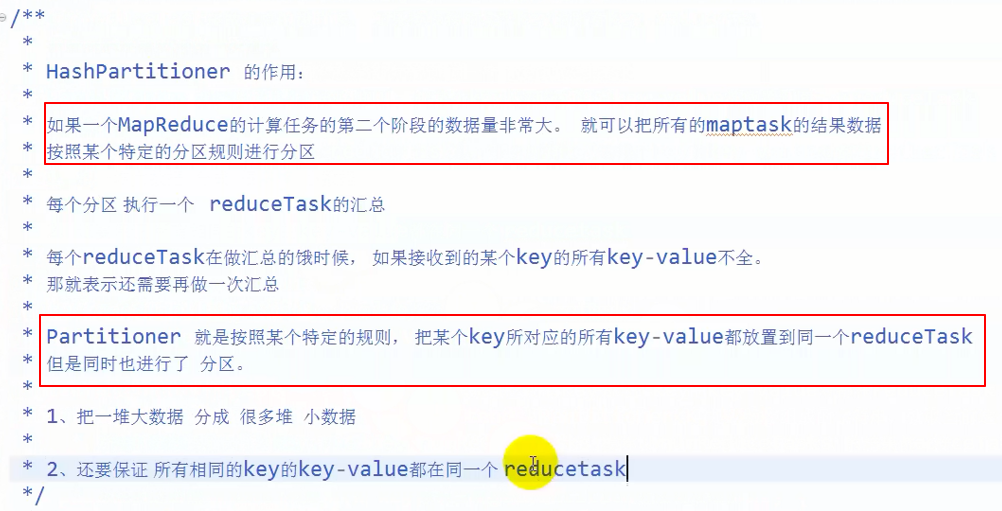 /**
*
* HashPartitioner 的作用:
*
* 如果一个MapReduce的计算任务的第二个阶段的数据量非常大。 就可以把所有的maptask的结果数据
* 按照某个特定的分区规则进行分区
*
* 每个分区 执行一个 reduceTask的汇总
*
* 每个reduceTask在做汇总的饿时候, 如果接收到的某个key的所有key-value不全。
* 那就表示还需要再做一次汇总
*
* Partitioner 就是按照某个特定的规则, 把某个key所对应的所有key-value都放置到同一个reduceTask
* 但是同时也进行了 分区。
*
* 1、把一堆大数据 分成 很多堆 小数据
*
* 2、还要保证 所有相同的key的key-value都在同一个 reducetask
*/